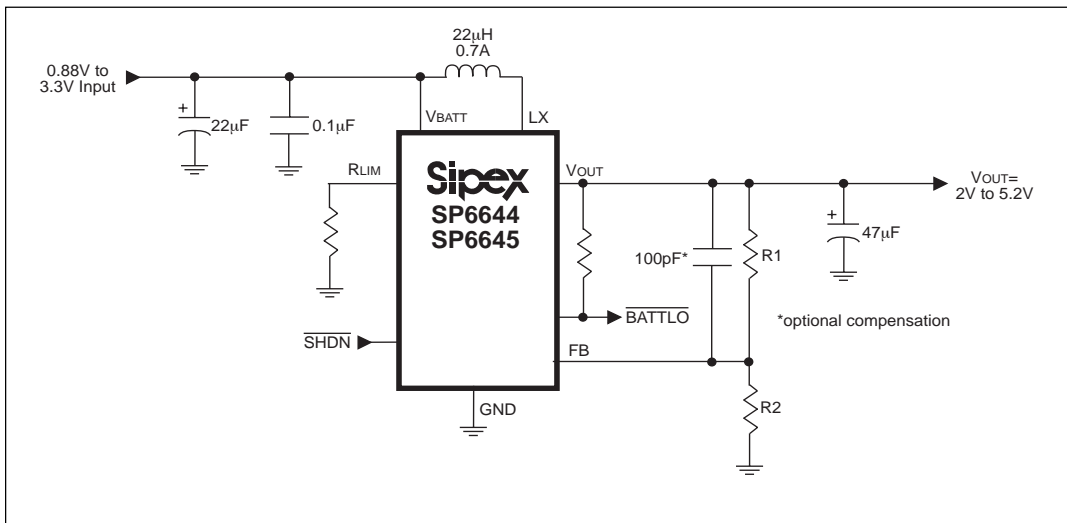 22μH
0.7A
0.88V to
3.3V Input
VBATT
LX
+
22μF
0.1μF
RLIM
Sipex
SP6644
SP6645
VOUT
VOUT=
2V to 5.2V
+
47μF
100pF*
R1
BATTLO
*optional compensation
SHDN
FB
R2
GND